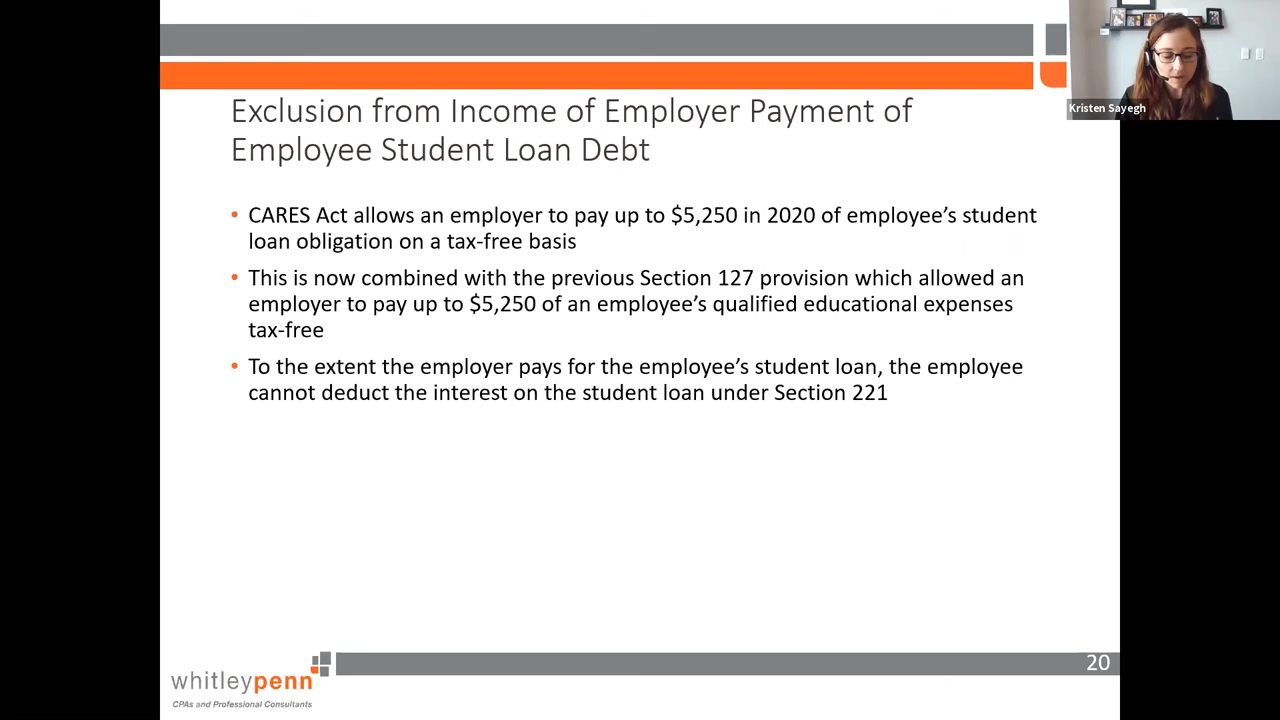 Exclusion from Income of Employer Payment of
Employee Student Loan Debt
• CARES Act allows an employer to pay up to $5,250 in 2020 of employee's student
loan obligation on a tax-free basis
• This is now combined with the previous Section 127 provision which allowed an
employer to pay up to $5,250 of an employee's qualified educational expenses
tax-free
• To the extent the employer pays for the employee's student loan, the employee
cannot deduct the interest on the student loan under Section 221
Kristen Sayegh
whitleypenn
CPAs and Professional Consultants
20